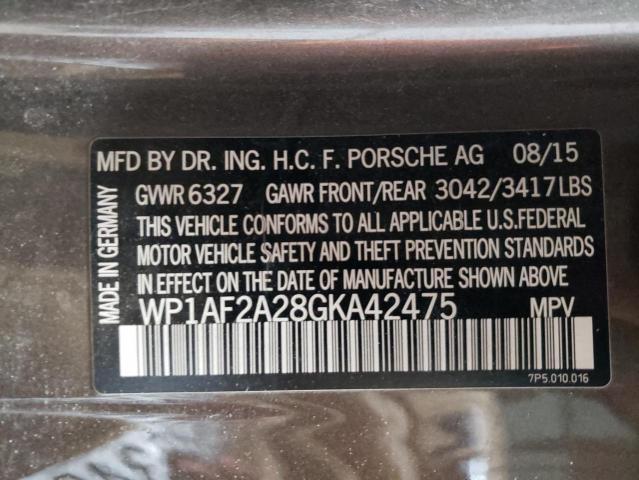 MFD BY DR. ING. H.C. F. PORSCHE AG 08/15
GVWR 6327 GAWR FRONT/REAR 3042/3417LBS
THIS VEHICLE CONFORMS TO ALL APPLICABLE U.S.FEDERAL
MOTOR VEHICLE SAFETY AND THEFT PREVENTION STANDARDS
IN EFFECT ON THE DATE OF MANUFACTURE SHOWN ABOVE
WP1AF2A28GKA42475 MPV
7P5.010.016
MADE IN GERMANY